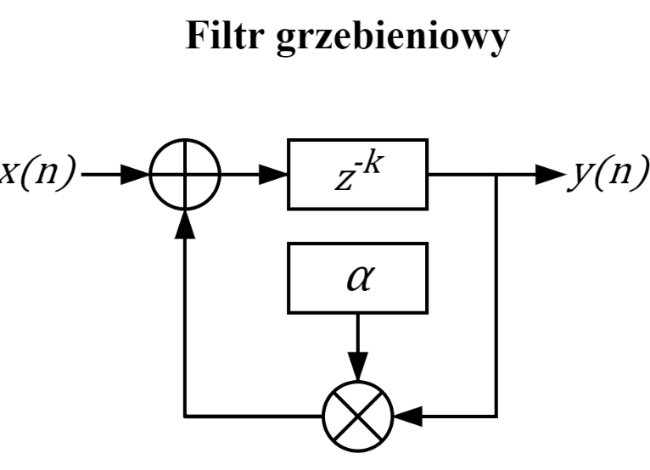 Filtr grzebieniowy
x(n)
z⁻ᵏ
y(n)
α